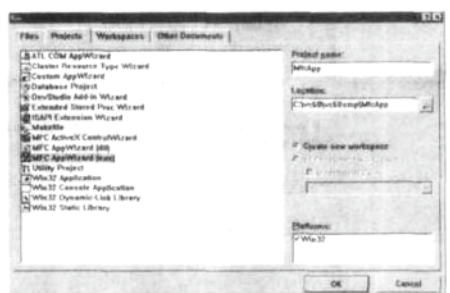 Files Projects Workspaces Other Documents
ATL COM AppWizard
Cluster Resource Type Wizard
Custom AppWizard
Database Project
DevStudio Add-in Wizard
Extended Stored Proc Wizard
ISAPI Extension Wizard
Makefile
MFC ActiveX ControlWizard
MFC AppWizard (dll)
MFC AppWizard (exe)
Utility Project
Win32 Application
Win32 Console Application
Win32 Dynamic-Link Library
Win32 Static Library
Project name:
MfcApp
Location:
Create new workspace
Platforms:
Win32
OK Cancel